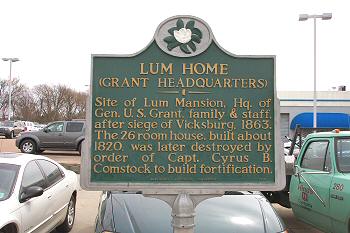 LUM HOME
(GRANT HEADQUARTERS)
Site of Lum Mansion, Hq. of
Gen. U.S. Grant, family & staff,
after siege of Vicksburg, 1863.
The 26 room house, built about
1820, was later destroyed by
order of Capt. Cyrus B.
Comstock to build fortification.
280